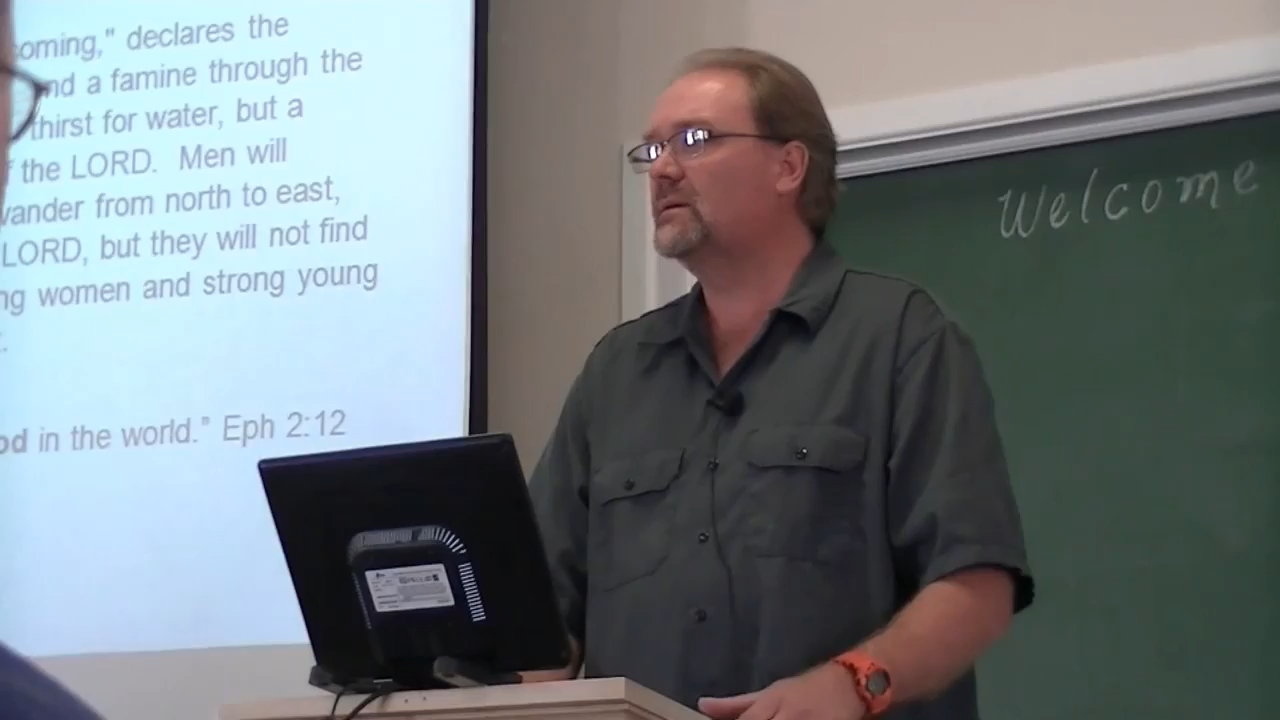 coming," declares the
nd a famine through the
thirst for water, but a
the LORD. Men will
wander from north to east,
LORD, but they will not find
ng women and strong young
od in the world." Eph 2:12
Welcome